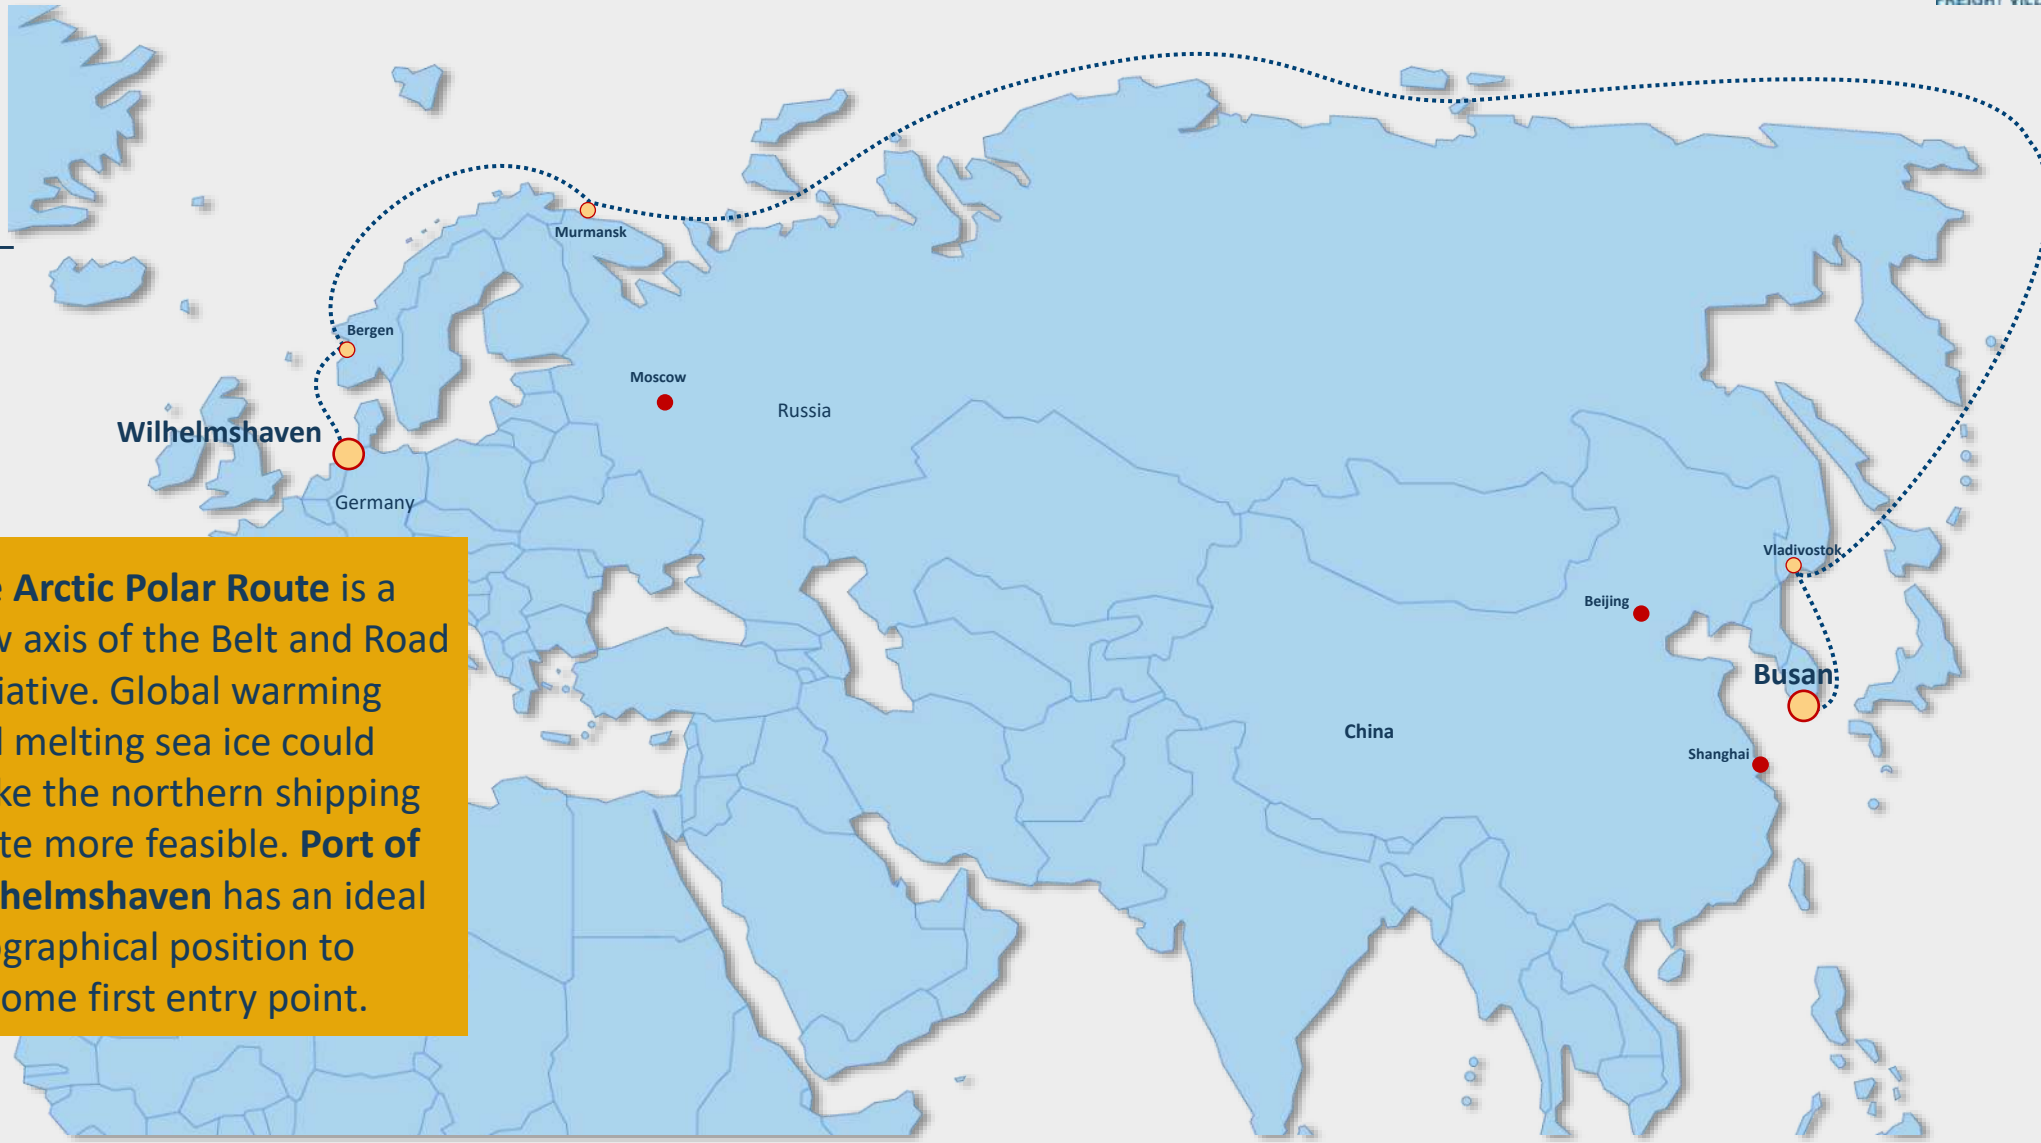 Murmansk
Bergen
Moscow
Russia
Wilhelmshaven
Germany
Vladivostok
Beijing
Busan
China
Shanghai
e Arctic Polar Route is a
w axis of the Belt and Road
iative. Global warming
melting sea ice could
ke the northern shipping
te more feasible. Port of
helmshaven has an ideal
ographical position to
ome first entry point.